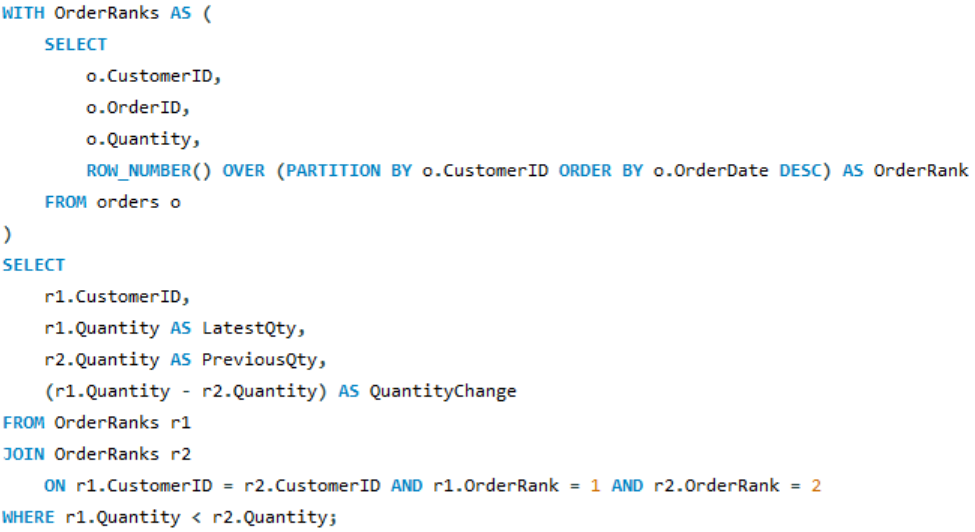 WITH OrderRanks AS (
    SELECT
        o.CustomerID,
        o.OrderID,
        o.Quantity,
        ROW_NUMBER() OVER (PARTITION BY o.CustomerID ORDER BY o.OrderDate DESC) AS OrderRank
    FROM orders o
)
SELECT
    r1.CustomerID,
    r1.Quantity AS LatestQty,
    r2.Quantity AS PreviousQty,
    (r1.Quantity - r2.Quantity) AS QuantityChange
FROM OrderRanks r1
JOIN OrderRanks r2
    ON r1.CustomerID = r2.CustomerID AND r1.OrderRank = 1 AND r2.OrderRank = 2
WHERE r1.Quantity < r2.Quantity;